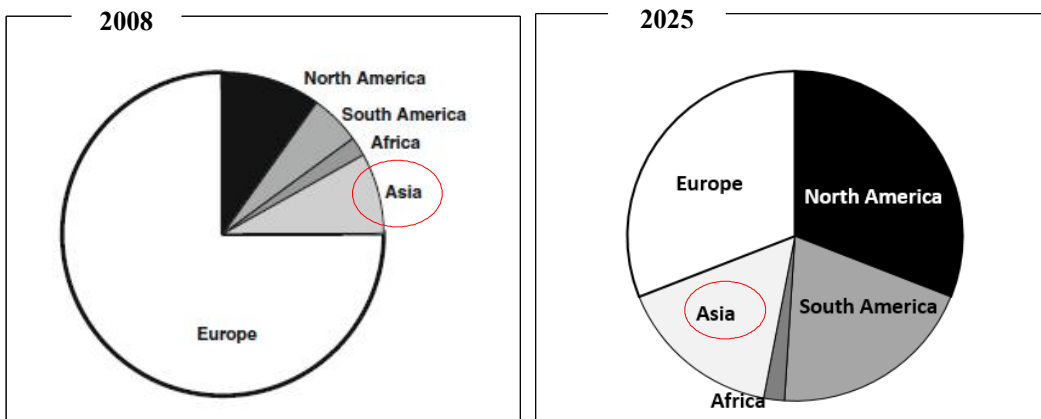 2008
North America
South America
Africa
Asia
Europe
2025
Europe
North America
Asia
South America
Africa